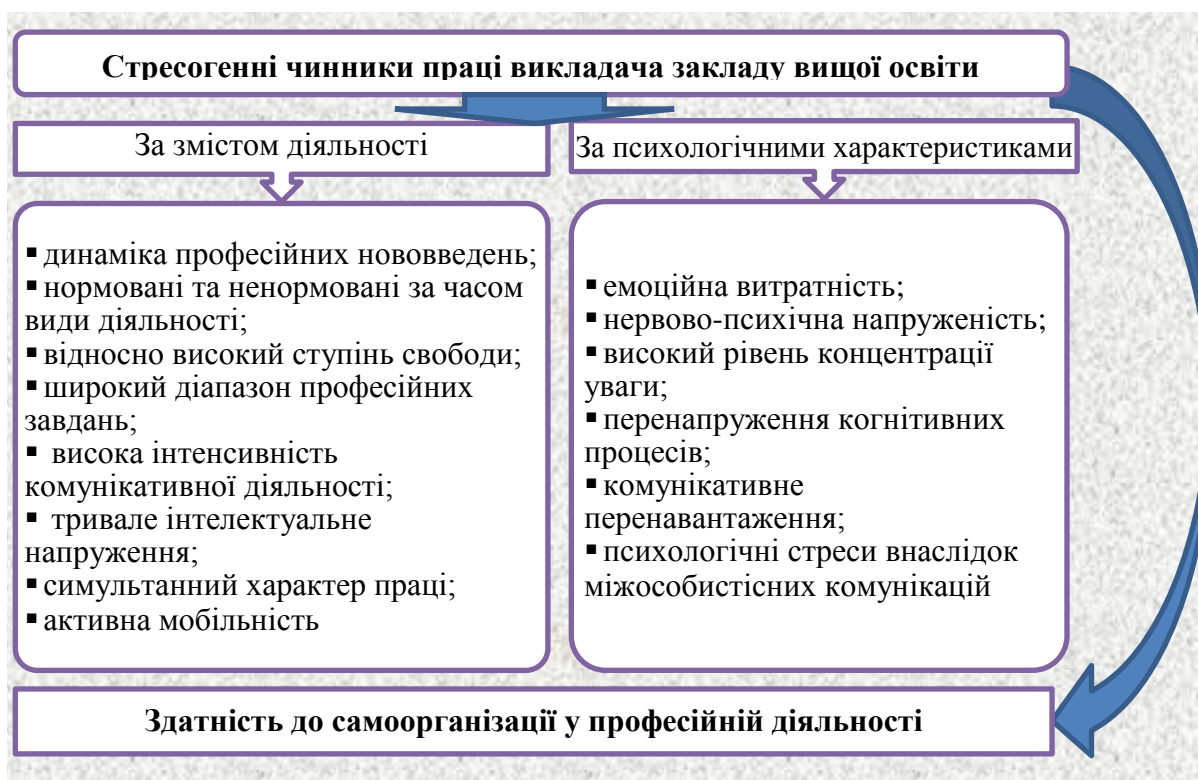 Стресогенні чинники праці викладача закладу вищої освіти
За змістом діяльності
▪ динаміка професійних нововведень;
▪ нормовані та ненормовані за часом
види діяльності;
▪ відносно високий ступінь свободи;
▪ широкий діапазон професійних
завдань;
▪ висока інтенсивність
комунікативної діяльності;
▪ тривале інтелектуальне
напруження;
▪ симультанний характер праці;
▪ активна мобільність
За психологічними характеристиками
▪ емоційна витратність;
▪ нервово-психічна напруженість;
▪ високий рівень концентрації
уваги;
▪ перенапруження когнітивних
процесів;
▪ комунікативне
перенавантаження;
▪ психологічні стреси внаслідок
міжособистісних комунікацій
Здатність до самоорганізації у професійній діяльності